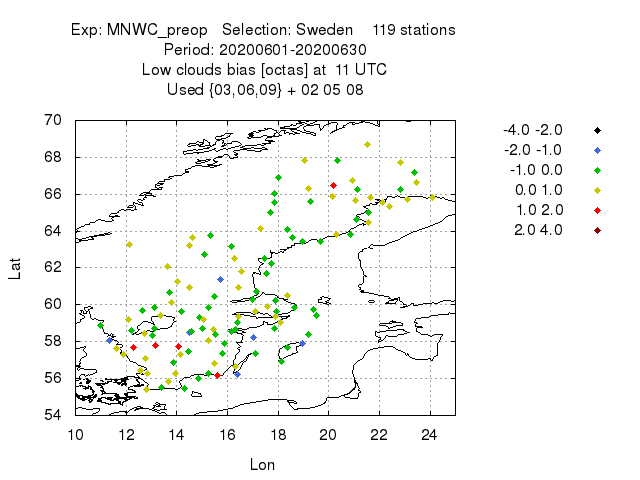 Exp: MNWC_preop   Selection: Sweden    119 stations
Period: 20200601-20200630
Low clouds bias [octas] at  11 UTC
Used {03,06,09} + 02 05 08
-4.0 -2.0
-2.0 -1.0
-1.0 0.0
0.0 1.0
1.0 2.0
2.0 4.0
70
68
66
64
62
60
58
56
54
Lat
10 12 14 16 18 20 22 24
Lon